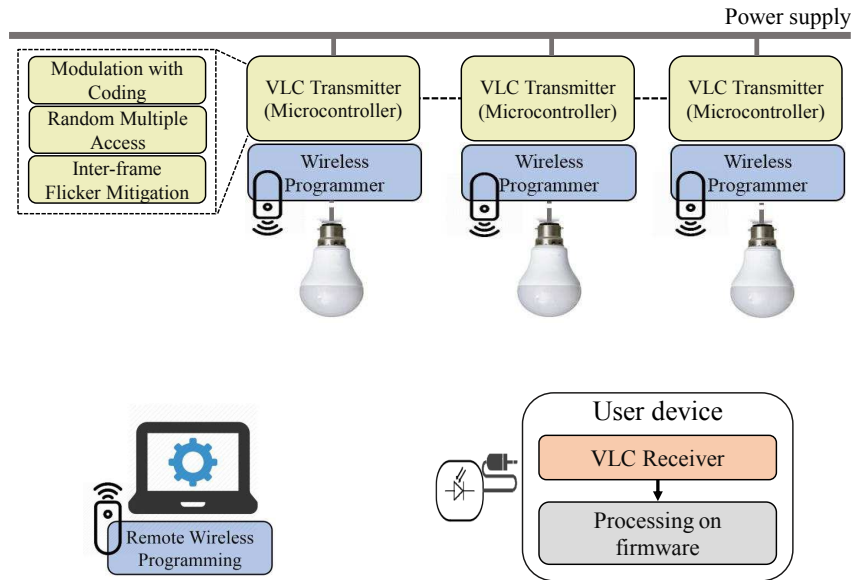 Power supply
Modulation with
Coding
Random Multiple
Access
Inter-frame
Flicker Mitigation
VLC Transmitter
(Microcontroller)
Wireless
Programmer
VLC Transmitter
(Microcontroller)
Wireless
Programmer
VLC Transmitter
(Microcontroller)
Wireless
Programmer
Remote Wireless
Programming
User device
VLC Receiver
Processing on
firmware